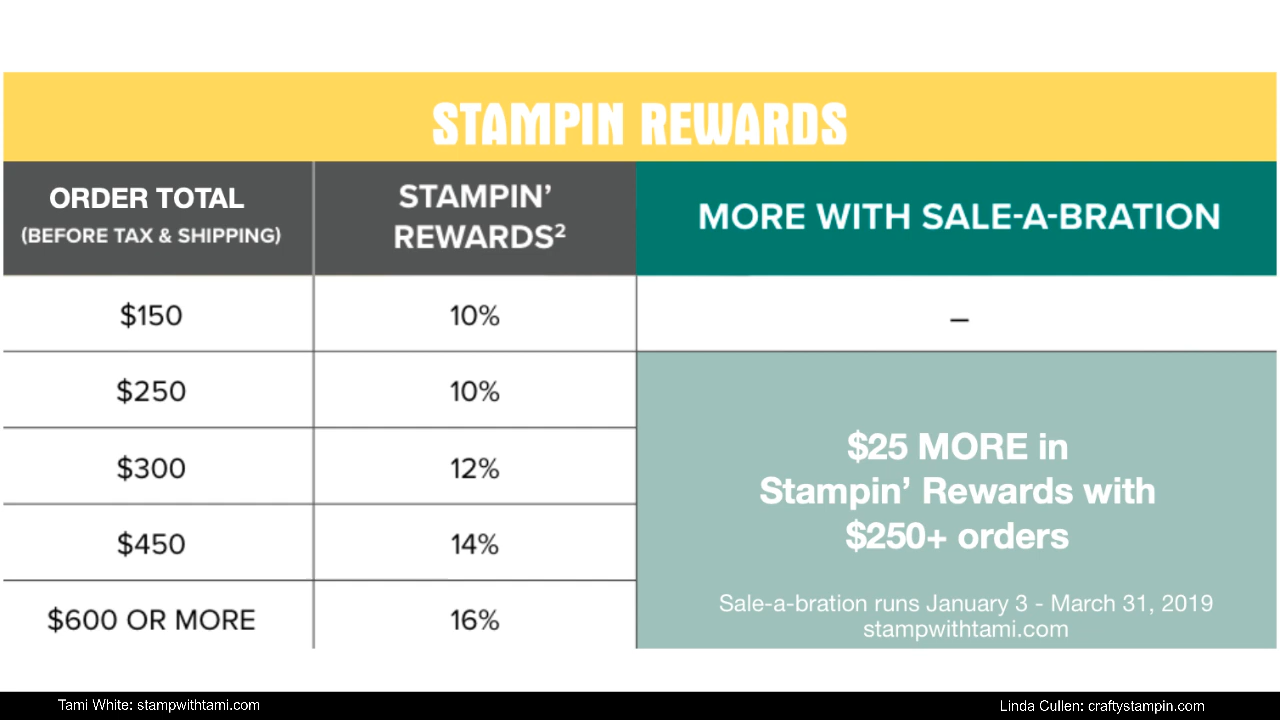 STAMPIN REWARDS
ORDER TOTAL
(BEFORE TAX & SHIPPING)
STAMPIN’
REWARDS²
MORE WITH SALE-A-BRATION
$150
10%
–
$250
10%
$300
12%
$450
14%
$600 OR MORE
16%
$25 MORE in
Stampin’ Rewards with
$250+ orders
Sale-a-bration runs January 3 - March 31, 2019
stampwithtami.com
Tami White: stampwithtami.com
Linda Cullen: craftystampin.com